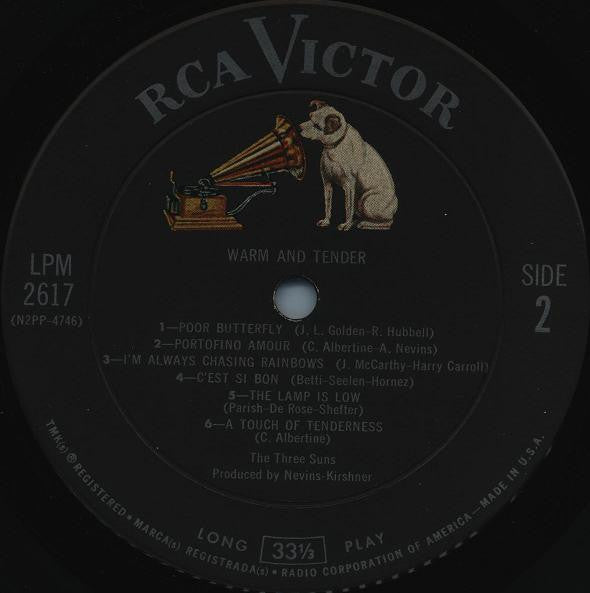 RCA VICTOR
WARM AND TENDER
LPM
2617
(N2PP-4746)
SIDE
2
1—POOR BUTTERFLY (J. L. Golden-R. Hubbell)
2—PORTOFINO AMOUR (C. Albertine-A. Nevins)
3—I'M ALWAYS CHASING RAINBOWS (J. McCarthy-Harry Carroll)
4—C'EST SI BON (Betti-Seelen-Hornez)
5—THE LAMP IS LOW
(Parish-De Rose-Shefter)
6—A TOUCH OF TENDERNESS
(C. Albertine)
The Three Suns
Produced by Nevins-Kirshner
LONG 33⅓ PLAY
TMK(s) ® REGISTERED • MARCA(s) REGISTRADA(s) • RADIO CORPORATION OF AMERICA—MADE IN U.S.A.